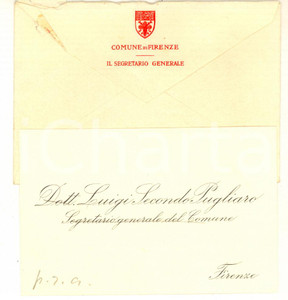 COMUNE DI FIRENZE
IL SEGRETARIO GENERALE
Dott. Luigi Secondo Pugliaro
Segretario generale del Comune
Firenze
p. r. a.